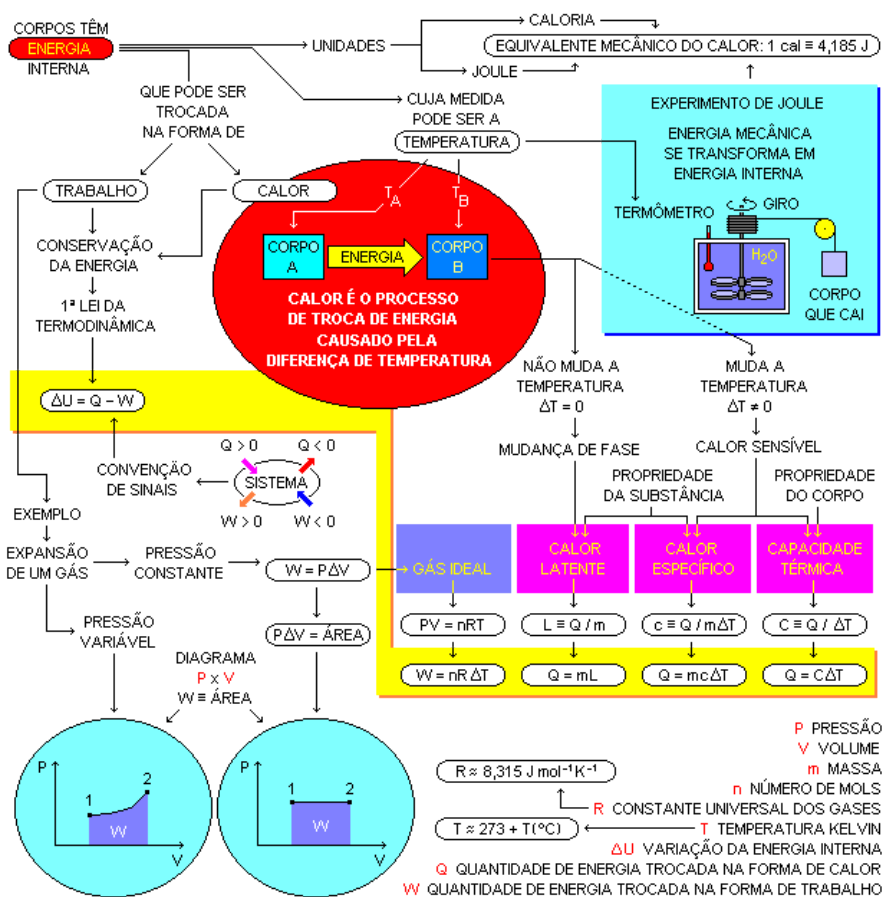 CORPOS TÊM
ENERGIA
INTERNA
UNIDADES
CALORIA
EQUIVALENTE MECÂNICO DO CALOR: 1 cal ≡ 4,185 J
JOULE
QUE PODE SER
TROCADA
NA FORMA DE
CUJA MEDIDA
PODE SER A
TEMPERATURA
EXPERIMENTO DE JOULE
ENERGIA MECÂNICA
SE TRANSFORMA EM
ENERGIA INTERNA
TERMÔMETRO
GIRO
H₂O
CORPO
QUE CAI
TRABALHO
CALOR
T_A
T_B
CORPO
A
ENERGIA
CORPO
B
CALOR É O PROCESSO
DE TROCA DE ENERGIA
CAUSADO PELA
DIFERENÇA DE TEMPERATURA
CONSERVAÇÃO
DA ENERGIA
1ª LEI DA
TERMODINÂMICA
ΔU = Q – W
NÃO MUDA A
TEMPERATURA
ΔT = 0
MUDA A
TEMPERATURA
ΔT ≠ 0
MUDANÇA DE FASE
CALOR SENSÍVEL
CONVENÇÃO
DE SINAIS
Q > 0
Q < 0
SISTEMA
W > 0
W < 0
PROPRIEDADE
DA SUBSTÂNCIA
PROPRIEDADE
DO CORPO
EXEMPLO
EXPANSÃO
DE UM GÁS
PRESSÃO
CONSTANTE
W = PΔV
GÁS IDEAL
CALOR
LATENTE
CALOR
ESPECÍFICO
CAPACIDADE
TÉRMICA
PRESSÃO
VARIÁVEL
PΔV = ÁREA
PV = nRT
L ≡ Q / m
c ≡ Q / mΔT
C ≡ Q / ΔT
W = nRΔT
Q = mL
Q = mcΔT
Q = CΔT
DIAGRAMA
P x V
W ≡ ÁREA
P
1
2
W
V
P
1
2
W
V
P PRESSÃO
V VOLUME
m MASSA
n NÚMERO DE MOLS
R ≈ 8,315 J mol⁻¹ K⁻¹
R CONSTANTE UNIVERSAL DOS GASES
T ≈ 273 + T(ºC)
T TEMPERATURA KELVIN
ΔU VARIAÇÃO DA ENERGIA INTERNA
Q QUANTIDADE DE ENERGIA TROCADA NA FORMA DE CALOR
W QUANTIDADE DE ENERGIA TROCADA NA FORMA DE TRABALHO